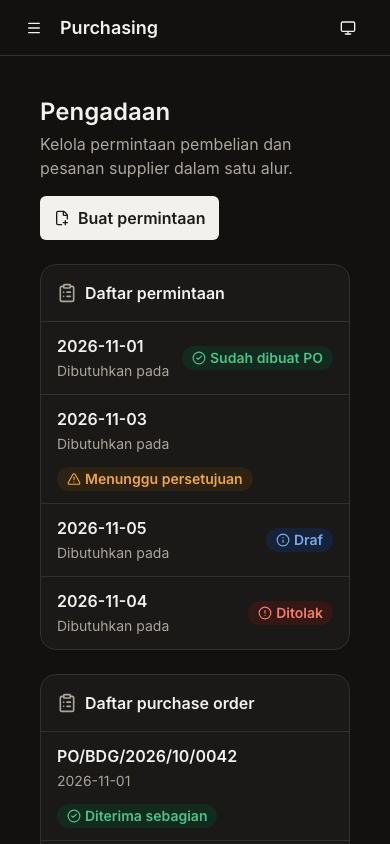 Purchasing
Pengadaan
Kelola permintaan pembelian dan
pesanan supplier dalam satu alur.
Buat permintaan
Daftar permintaan
2026-11-01
Dibutuhkan pada
Sudah dibuat PO
2026-11-03
Dibutuhkan pada
Menunggu persetujuan
2026-11-05
Dibutuhkan pada
Draf
2026-11-04
Dibutuhkan pada
Ditolak
Daftar purchase order
PO/BDG/2026/10/0042
2026-11-01
Diterima sebagian